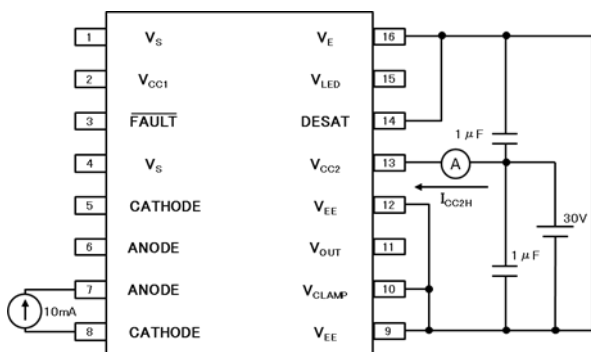 1 V_S V_E 16
2 V_CC1 V_LED 15
3 F̅A̅U̅L̅T̅ DESAT 14
1 μF
4 V_S V_CC2 13 A
I_CC2H
5 CATHODE V_EE 12
30V
6 ANODE V_OUT 11
1 μF
7 ANODE V_CLAMP 10
10mA
8 CATHODE V_EE 9